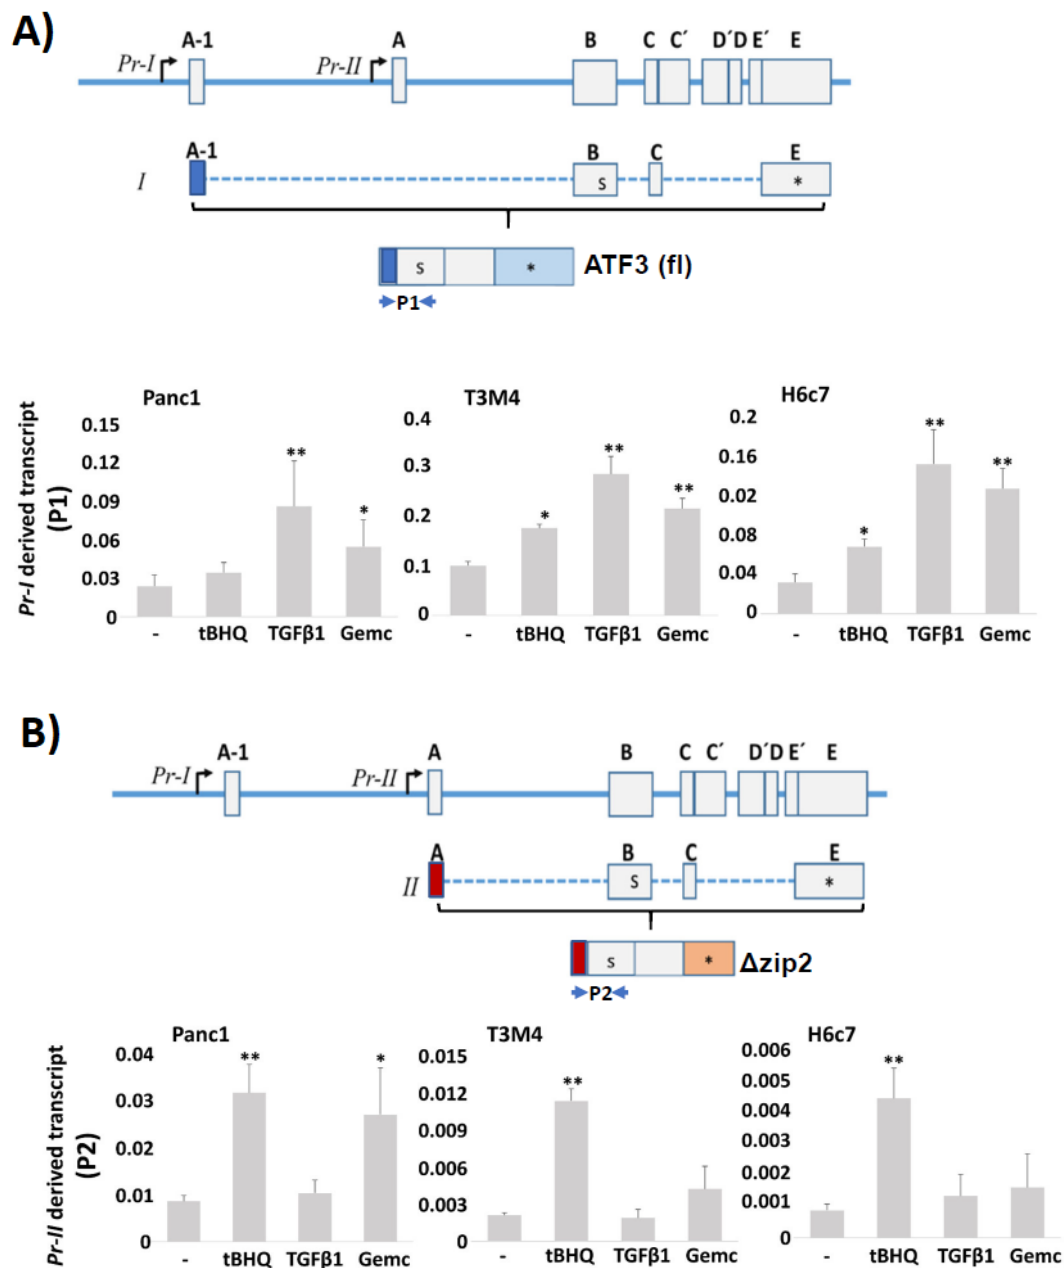 A)
A-1 A B C C´ D´D E´ E
Pr-I Pr-II
A-1 B C E
I S *
S * ATF3 (fl)
P1
Pr-I derived transcript
(P1)
Panc1
0.15
**
0.12
0.09
*
0.06
0.03
0
- tBHQ TGFβ1 Gemc
T3M4
0.4
**
0.3
**
*
0.2
0.1
0
- tBHQ TGFβ1 Gemc
H6c7
0.2
**
0.16
**
0.02
*
0.08
0.04
0
- tBHQ TGFβ1 Gemc
B)
A-1 A B C C´ D´D E´ E
Pr-I Pr-II
A B C E
II S *
S * Δzip2
P2
Pr-II derived transcript
(P2)
Panc1
0.04
** *
0.03
0.02
0.01
0
- tBHQ TGFβ1 Gemc
T3M4
0.015
**
0.012
0.009
0.006
0.003
0
- tBHQ TGFβ1 Gemc
H6c7
0.006
**
0.005
0.004
0.003
0.002
0.001
0
- tBHQ TGFβ1 Gemc